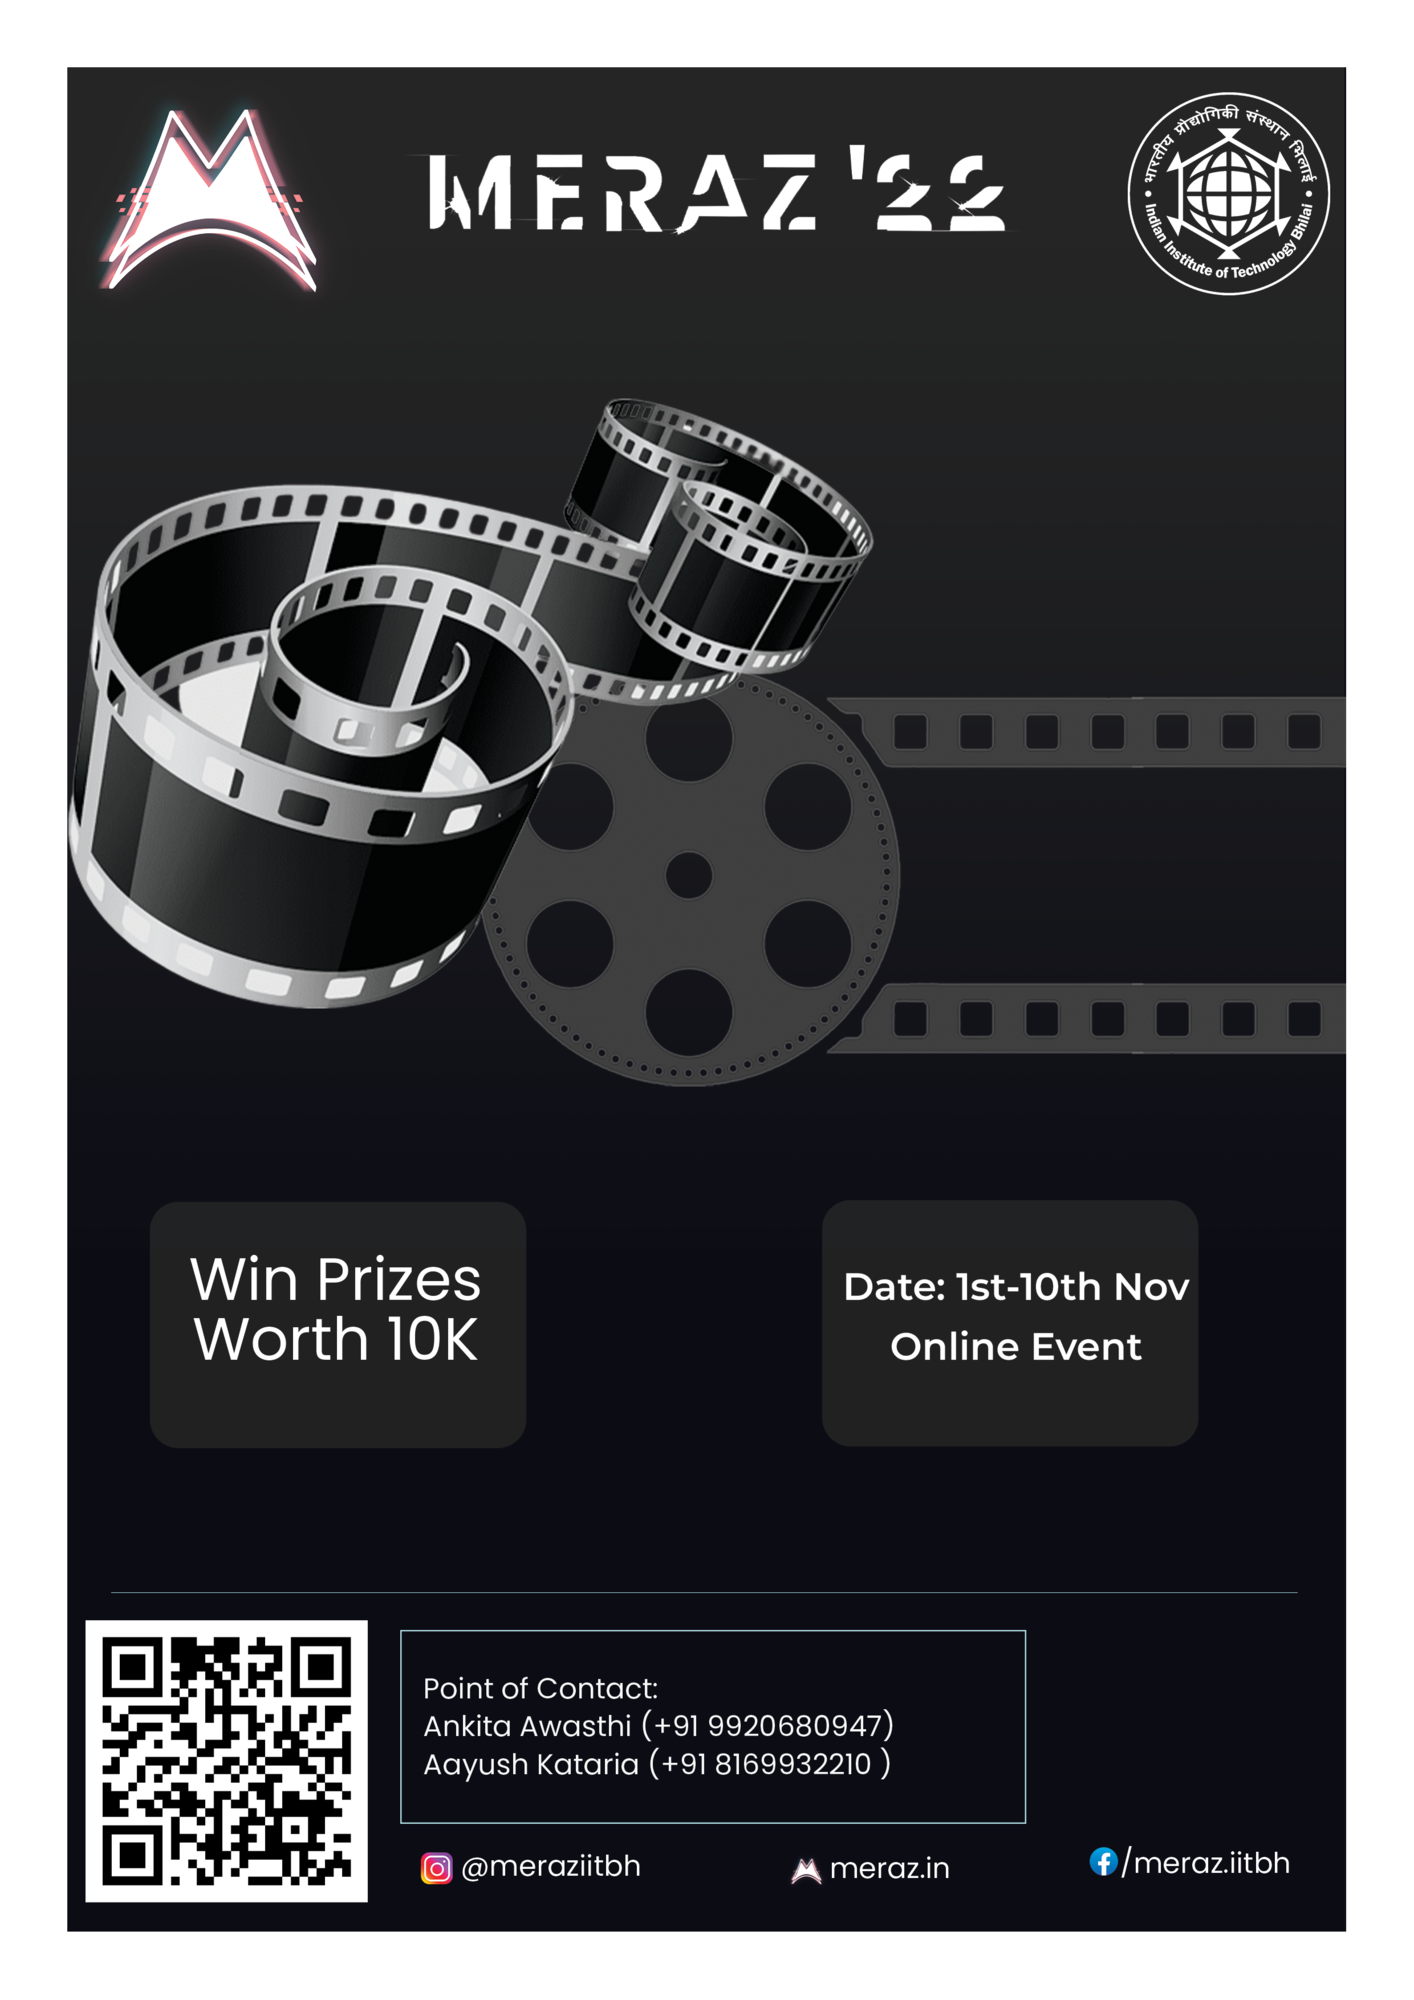 MERAZ '22
भारतीय प्रौद्योगिकी संस्थान भिलाई
Indian Institute of Technology Bhilai
Win Prizes
Worth 10K
Date: 1st-10th Nov
Online Event
Point of Contact:
Ankita Awasthi (+91 9920680947)
Aayush Kataria (+91 8169932210 )
@meraziitbh
meraz.in
/meraz.iitbh